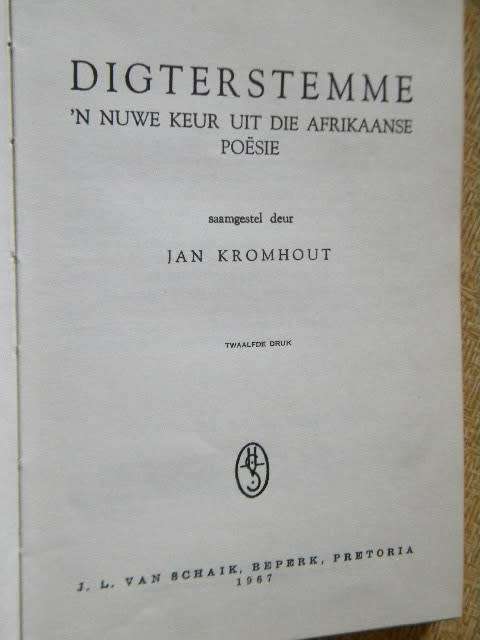 DIGTERSTEMME
'N NUWE KEUR UIT DIE AFRIKAANSE
POËSIE
saamgestel deur
JAN KROMHOUT
TWAALFDE DRUK
J. L. VAN SCHAIK, BEPERK, PRETORIA
1967